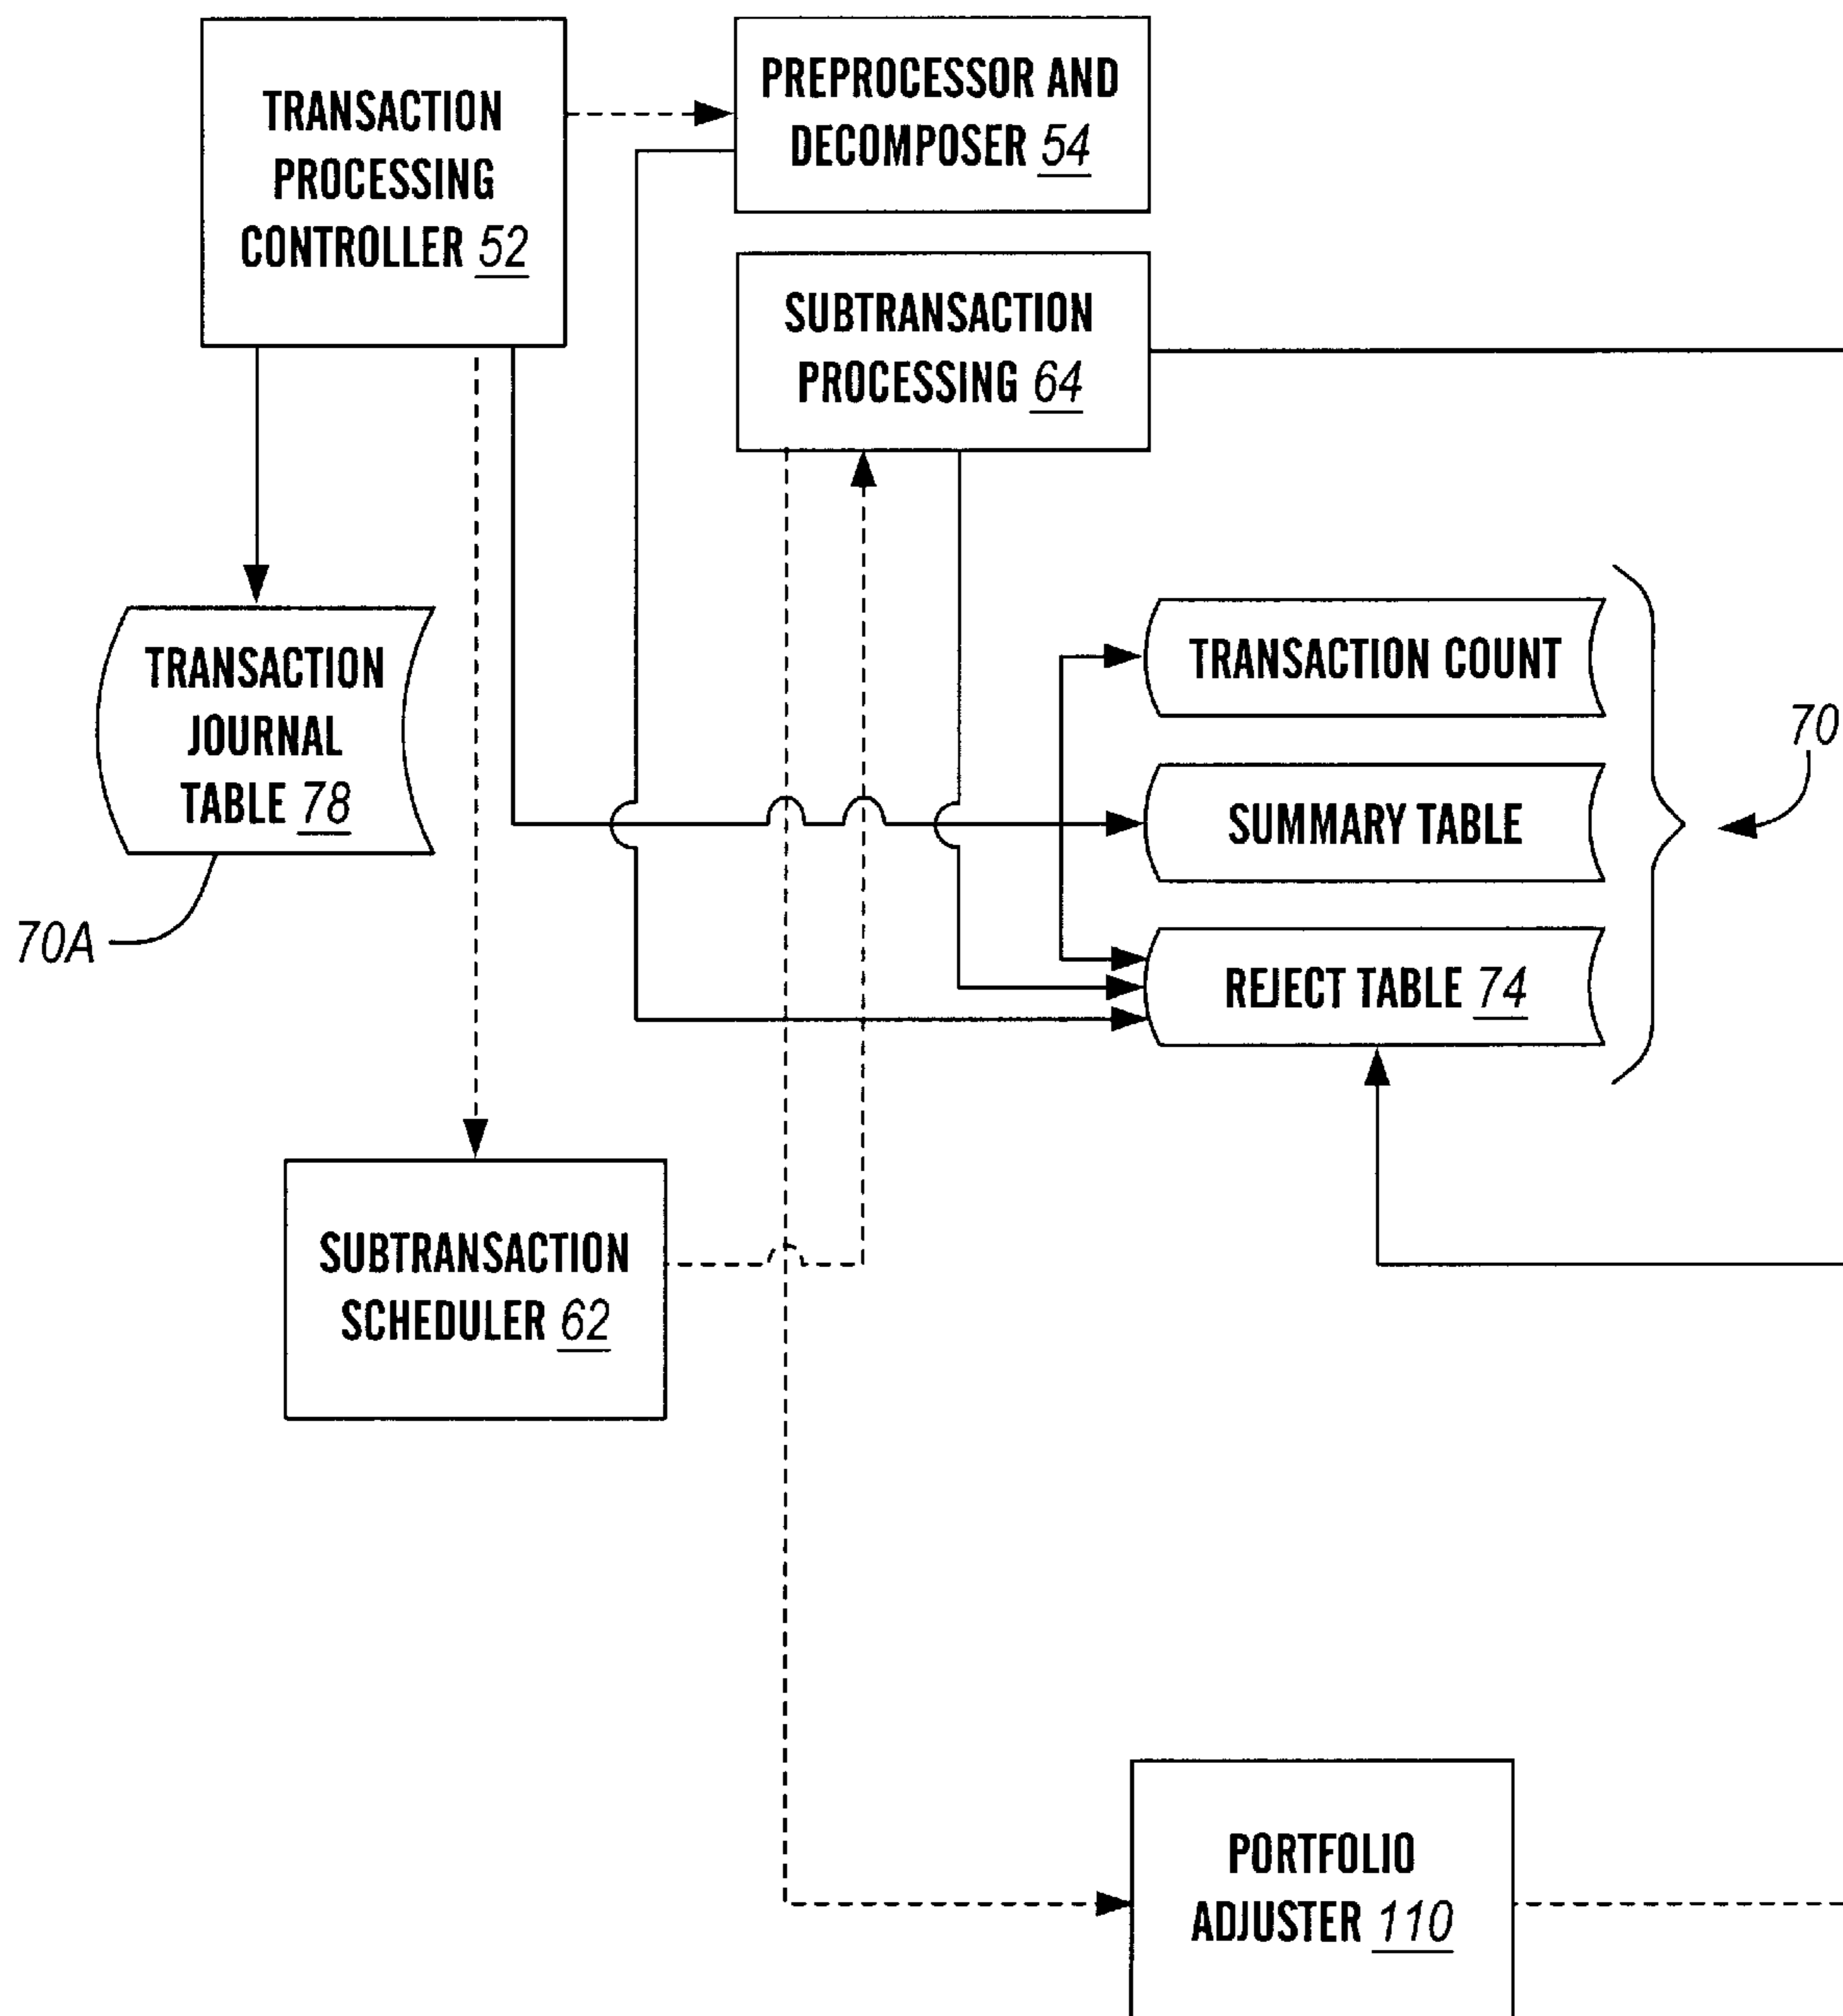 TRANSACTION
PROCESSING
CONTROLLER 52
PREPROCESSOR AND
DECOMPOSER 54
SUBTRANSACTION
PROCESSING 64
TRANSACTION
JOURNAL
TABLE 78
70A
TRANSACTION COUNT
SUMMARY TABLE
REJECT TABLE 74
70
SUBTRANSACTION
SCHEDULER 62
PORTFOLIO
ADJUSTER 110